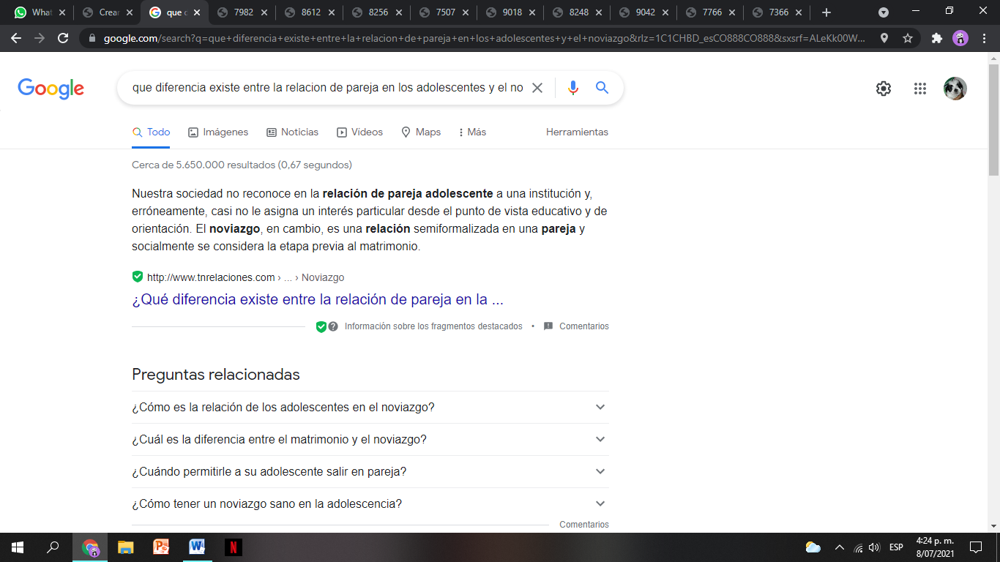 What
Crear
que c
7982
8612
8256
7507
9018
8248
9042
7766
7366
google.com/search?q=que+diferencia+existe+entre+la+relacion+de+pareja+en+los+adolescentes+y+el+noviazgo&rlz=1C1CHBD_esCO888CO888&sxsrf=ALeKk00W...
Google
que diferencia existe entre la relacion de pareja en los adolescentes y el no
Todo Imágenes Noticias Vídeos Maps Más Herramientas
Cerca de 5.650.000 resultados (0,67 segundos)
Nuestra sociedad no reconoce en la relación de pareja adolescente a una institución y,
erróneamente, casi no le asigna un interés particular desde el punto de vista educativo y de
orientación. El noviazgo, en cambio, es una relación semiformalizada en una pareja y
socialmente se considera la etapa previa al matrimonio.
http://www.tnrelaciones.com › ... › Noviazgo
¿Qué diferencia existe entre la relación de pareja en la ...
Información sobre los fragmentos destacados • Comentarios
Preguntas relacionadas
¿Cómo es la relación de los adolescentes en el noviazgo?
¿Cuál es la diferencia entre el matrimonio y el noviazgo?
¿Cuándo permitirle a su adolescente salir en pareja?
¿Cómo tener un noviazgo sano en la adolescencia?
Comentarios
ESP
4:24 p. m.
8/07/2021